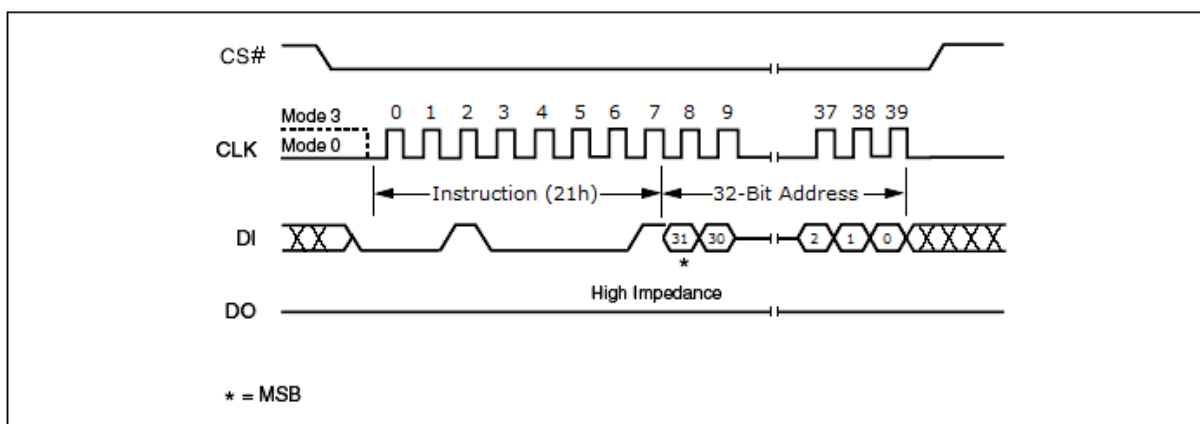 CS#
Mode 3 0 1 2 3 4 5 6 7 8 9 37 38 39
CLK Mode 0
Instruction (21h) 32-Bit Address
DI 31 30 2 1 0
*
High Impedance
DO
* = MSB